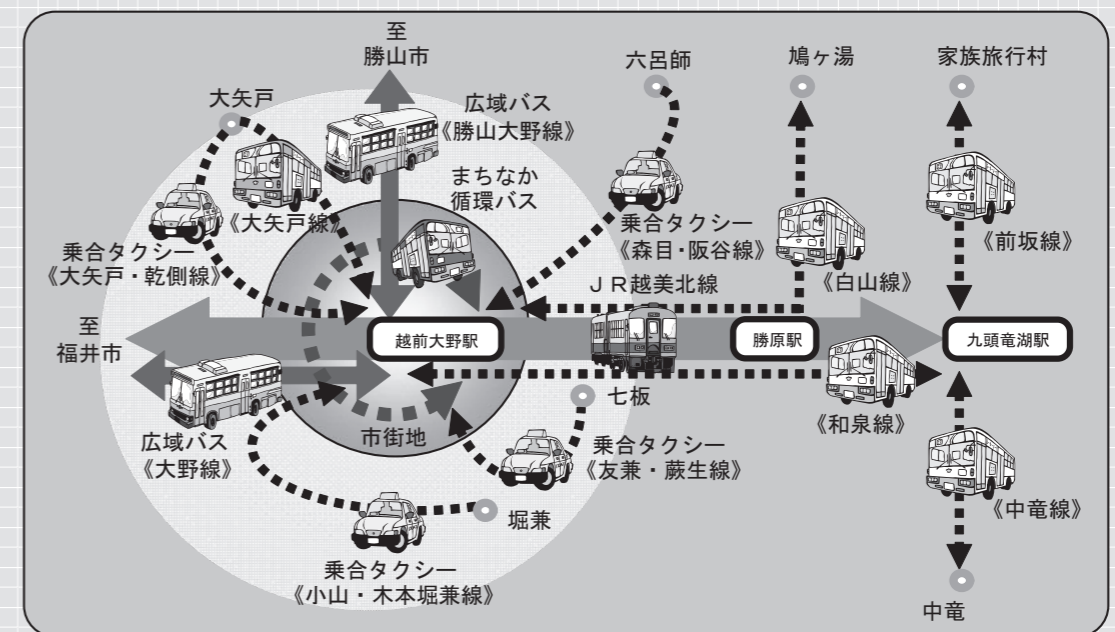 至
勝山市
六呂師
鳩ヶ湯
家族旅行村
大矢戸
広域バス
《勝山大野線》
まちなか
循環バス
《大矢戸線》
乗合タクシー
《大矢戸・乾側線》
乗合タクシー
《森目・阪谷線》
《白山線》
《前坂線》
JR越美北線
至
福井市
越前大野駅
勝原駅
九頭竜湖駅
七板
《和泉線》
広域バス
《大野線》
市街地
乗合タクシー
《友兼・蕨生線》
堀兼
《中竜線》
乗合タクシー
《小山・木本堀兼線》
中竜